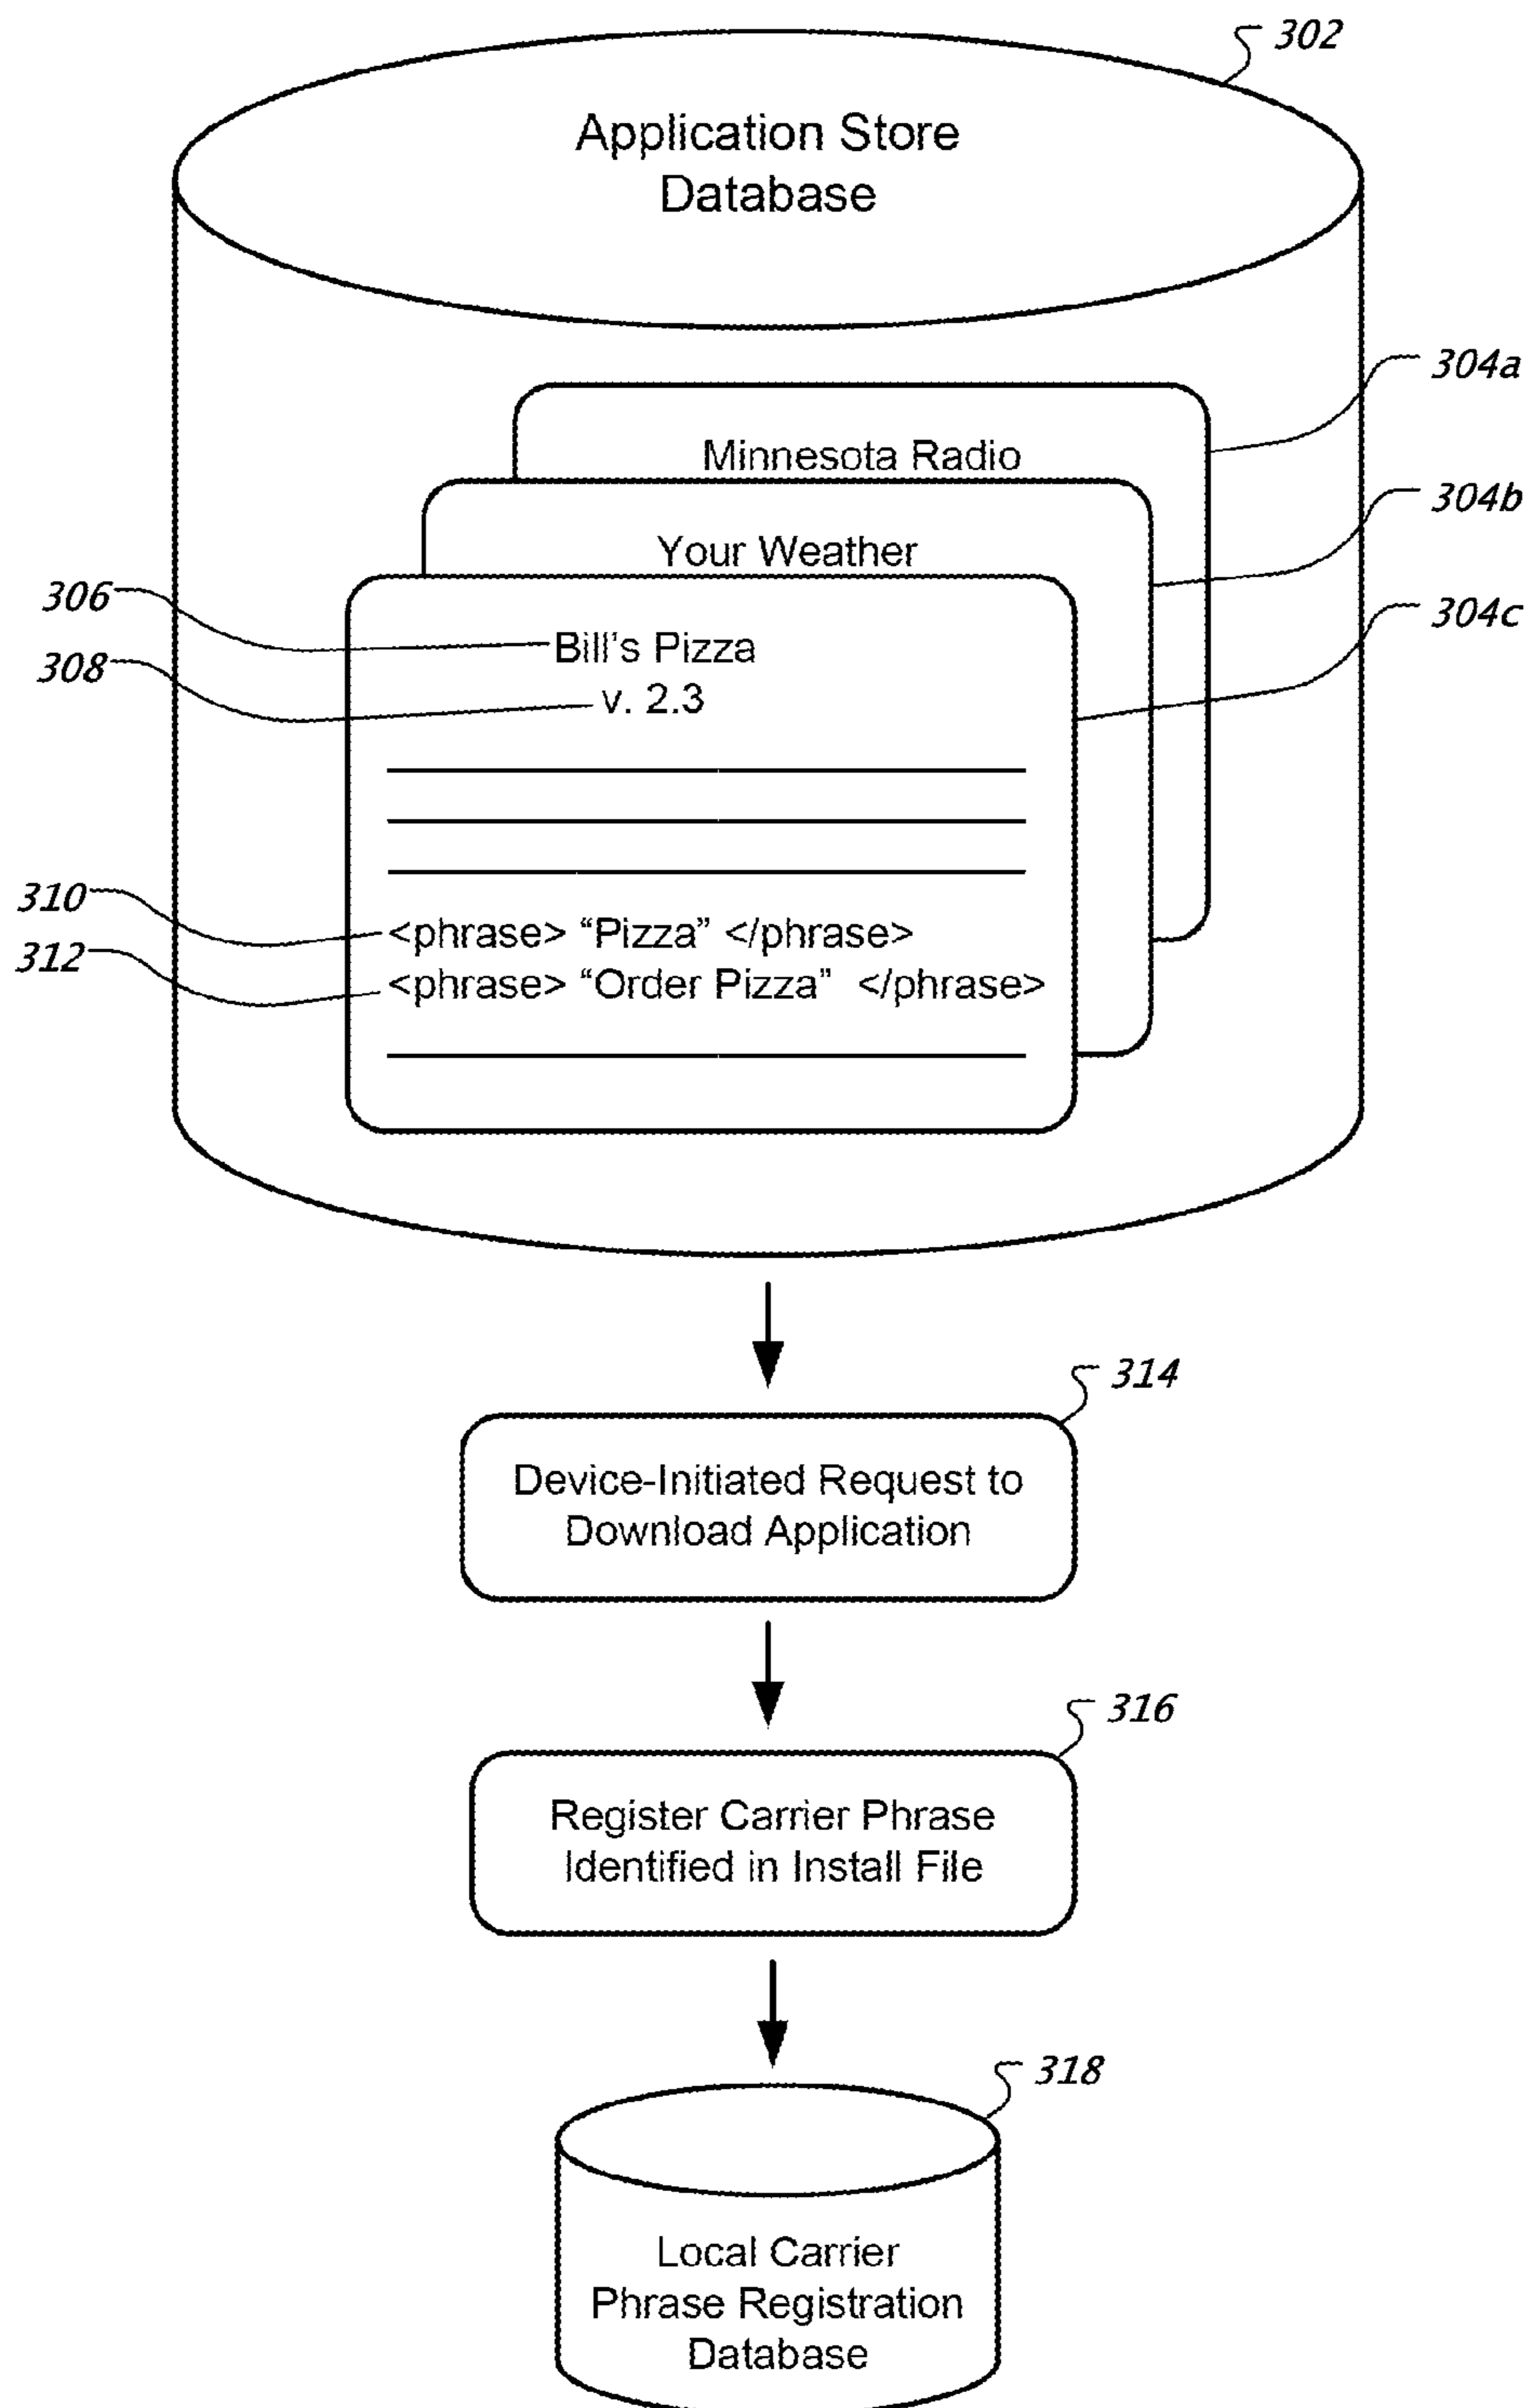 302
Application Store
Database
304a
Minnesota Radio
304b
Your Weather
304c
306
Bill's Pizza
308
v. 2.3
310
<phrase> “Pizza” </phrase>
312
<phrase> “Order Pizza” </phrase>
314
Device-Initiated Request to
Download Application
316
Register Carrier Phrase
Identified in Install File
318
Local Carrier
Phrase Registration
Database